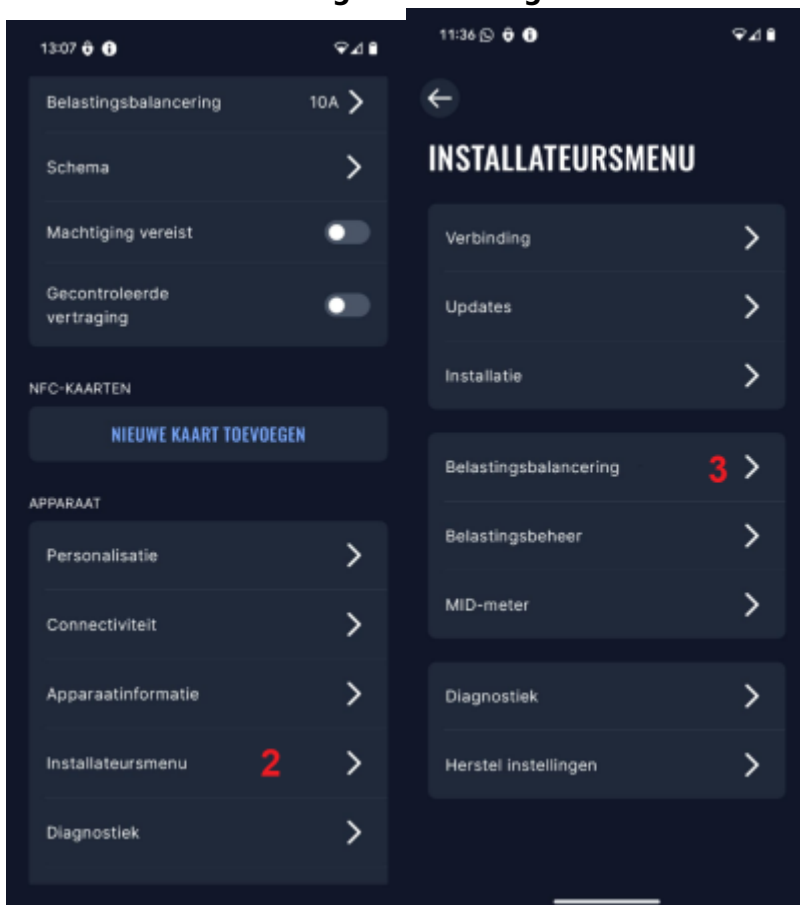 13:07
Belastingsbalancering 10A
Schema
Machtiging vereist
Gecontroleerde
vertraging
NFC-KAARTEN
NIEUWE KAART TOEVOEGEN
APPARAAT
Personalisatie
Connectiviteit
Apparaatinformatie
Installateursmenu 2
Diagnostiek
11:36
INSTALLATEURSMENU
Verbinding
Updates
Installatie
Belastingsbalancering 3
Belastingsbeheer
MID-meter
Diagnostiek
Herstel instellingen